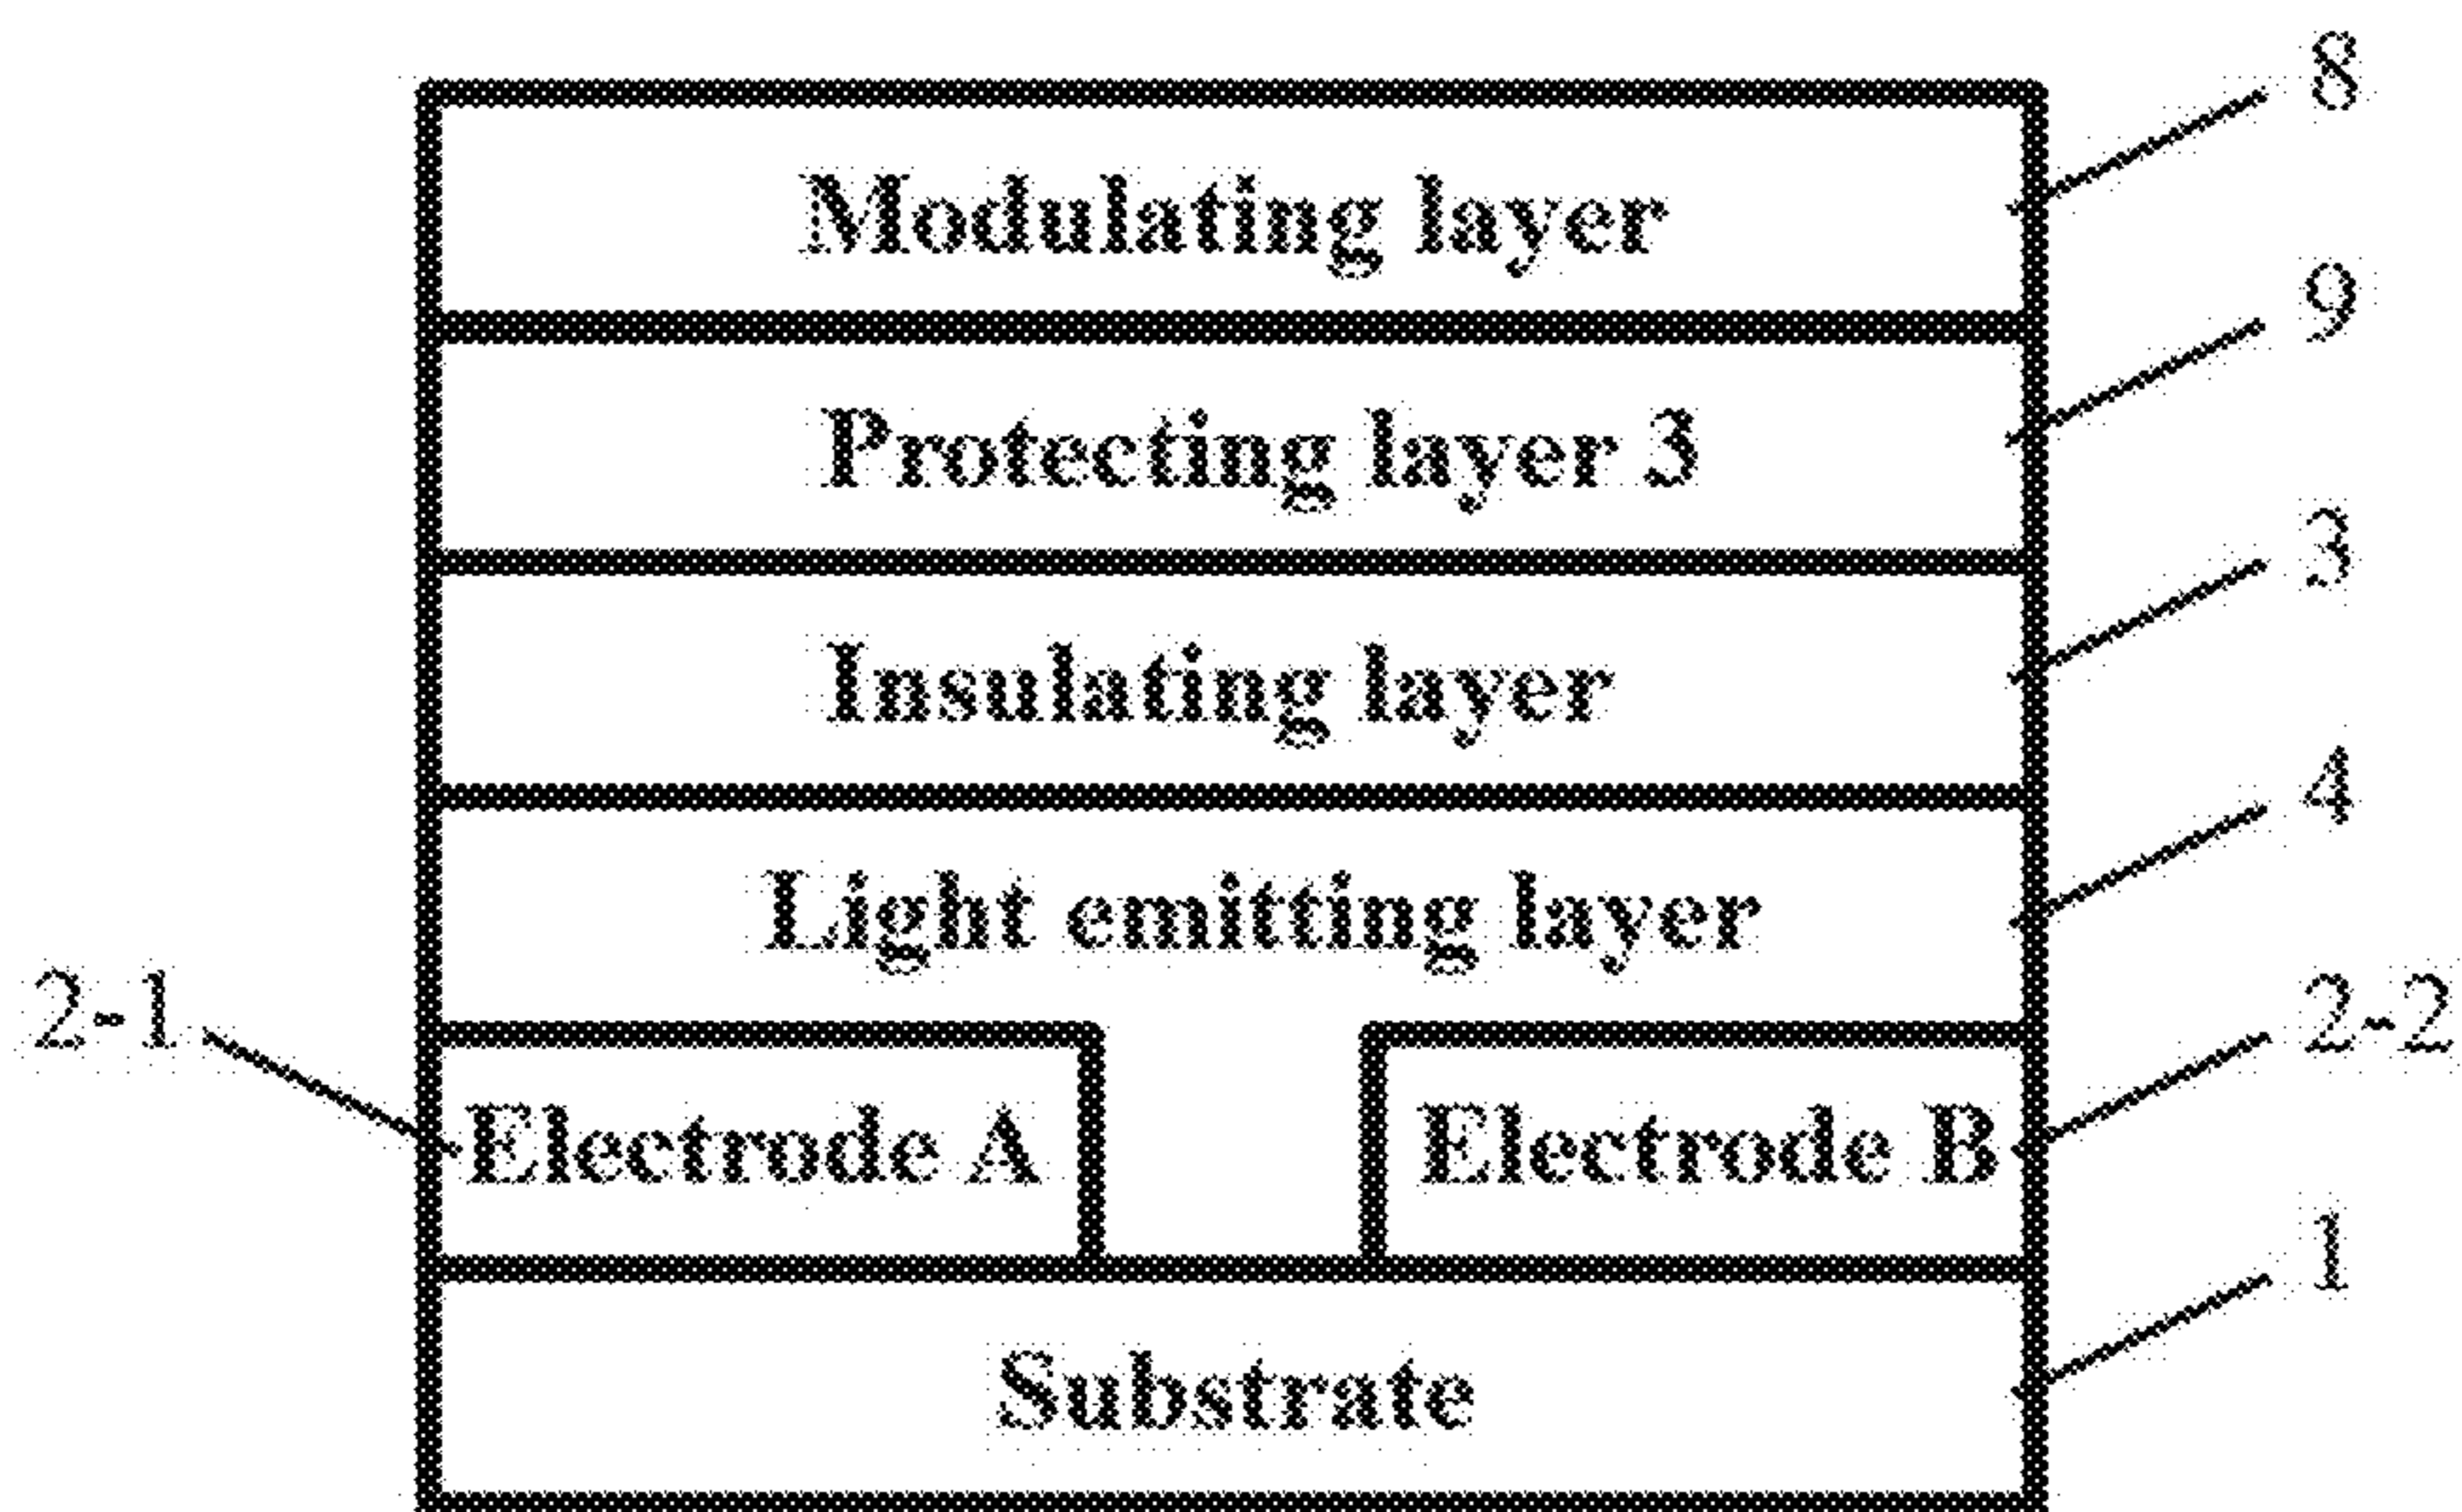 8
Modulating layer
9
Protecting layer 3
3
Insulating layer
4
Light emitting layer
2-1
2-2
Electrode A
Electrode B
1
Substrate